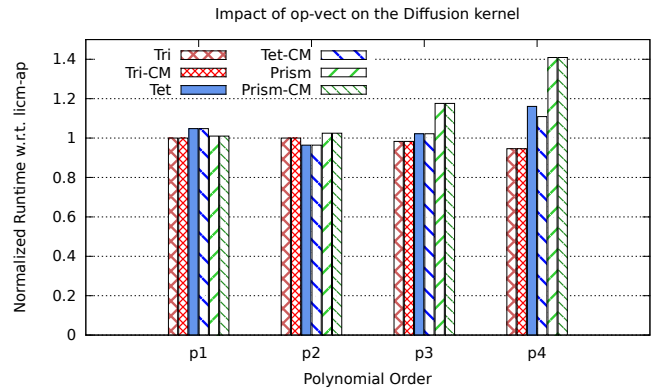 Impact of op-vect on the Diffusion kernel
Normalized Runtime w.r.t. licm-ap
1.4
1.2
1
0.8
0.6
0.4
0.2
0
Tri
Tri-CM
Tet
Tet-CM
Prism
Prism-CM
p1 p2 p3 p4
Polynomial Order